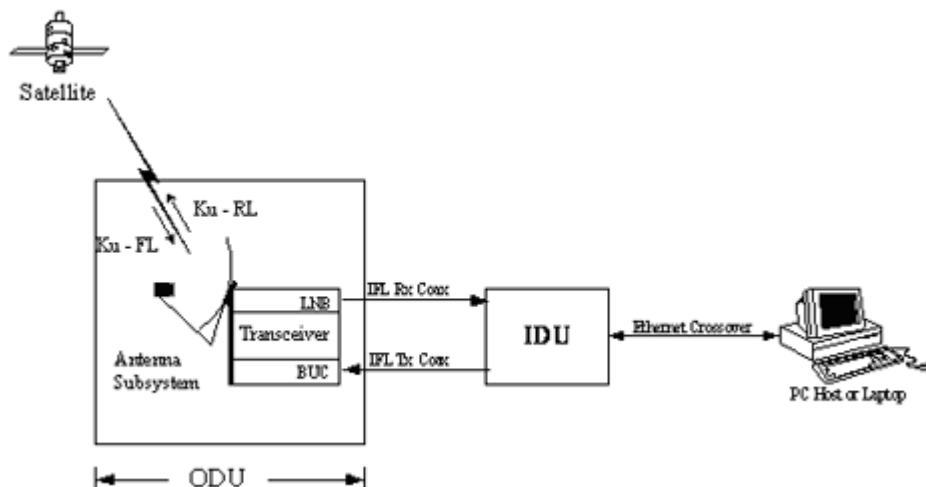 Satellite
Ku - RL
Ku - FL
LNB
Transceiver
BUC
Antenna
Subsystem
IFL Rx Coax
IFL Tx Coax
IDU
Ethernet Crossover
PC Host or Laptop
ODU